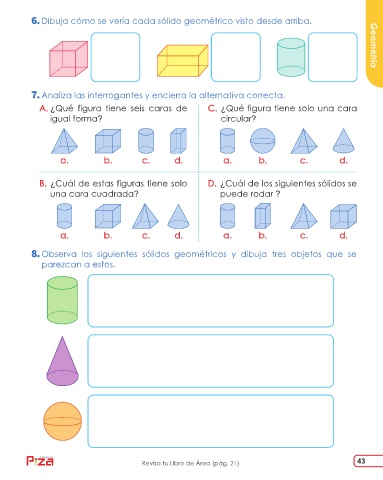 6. Dibuja cómo se vería cada sólido geométrico visto desde arriba.
Geometría
7. Analiza las interrogantes y encierra la alternativa correcta.
A. ¿Qué figura tiene seis caras de
igual forma?
a. b. c. d.
C. ¿Qué figura tiene solo una cara
circular?
a. b. c. d.
B. ¿Cuál de estas figuras tiene solo
una cara cuadrada?
a. b. c. d.
D. ¿Cuál de los siguientes sólidos se
puede rodar ?
a. b. c. d.
8. Observa los siguientes sólidos geométricos y dibuja tres objetos que se
parezcan a estos.
Piza
Revisa tu Libro de Área (pág. 21)
43